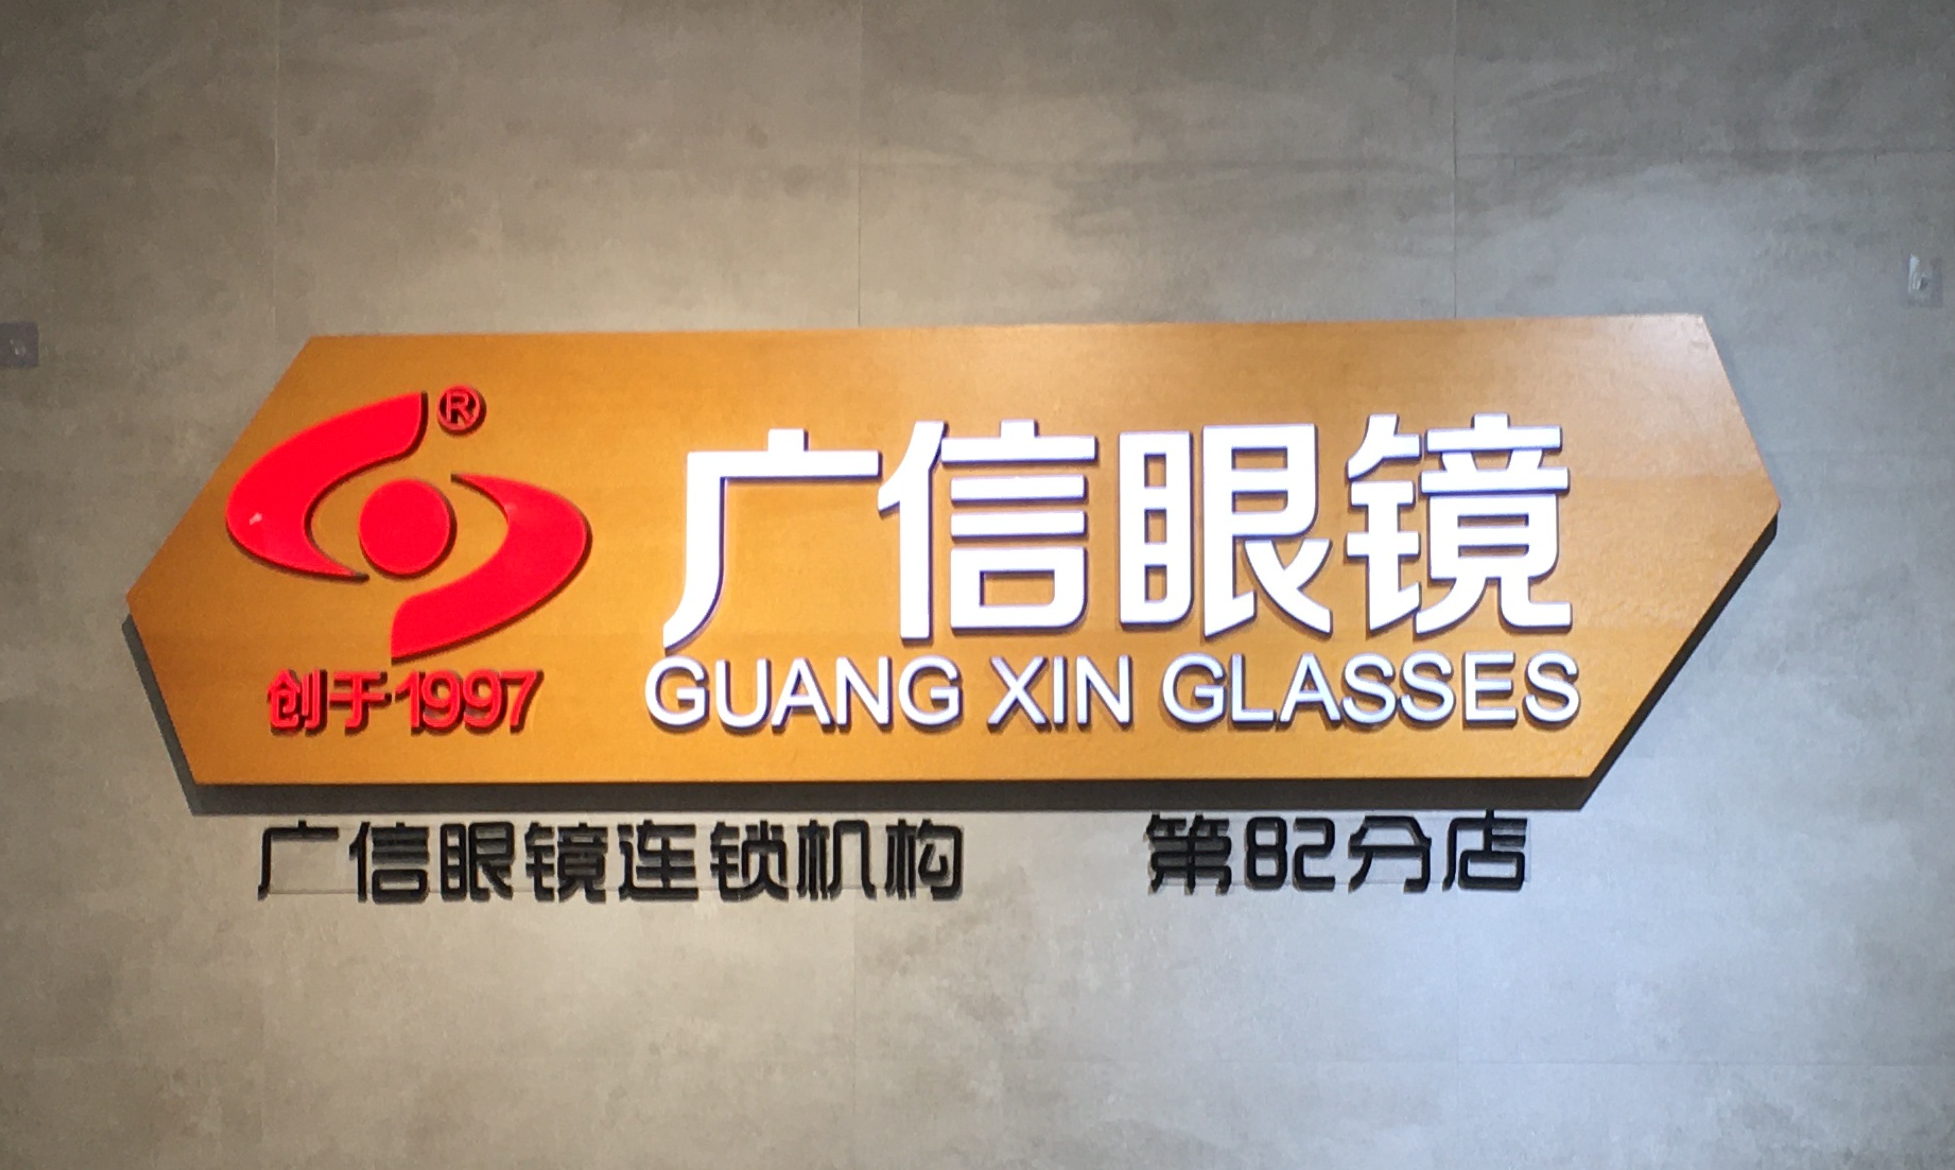 ®
广信眼镜
GUANG XIN GLASSES
创于1997
广信眼镜连锁机构 第82分店